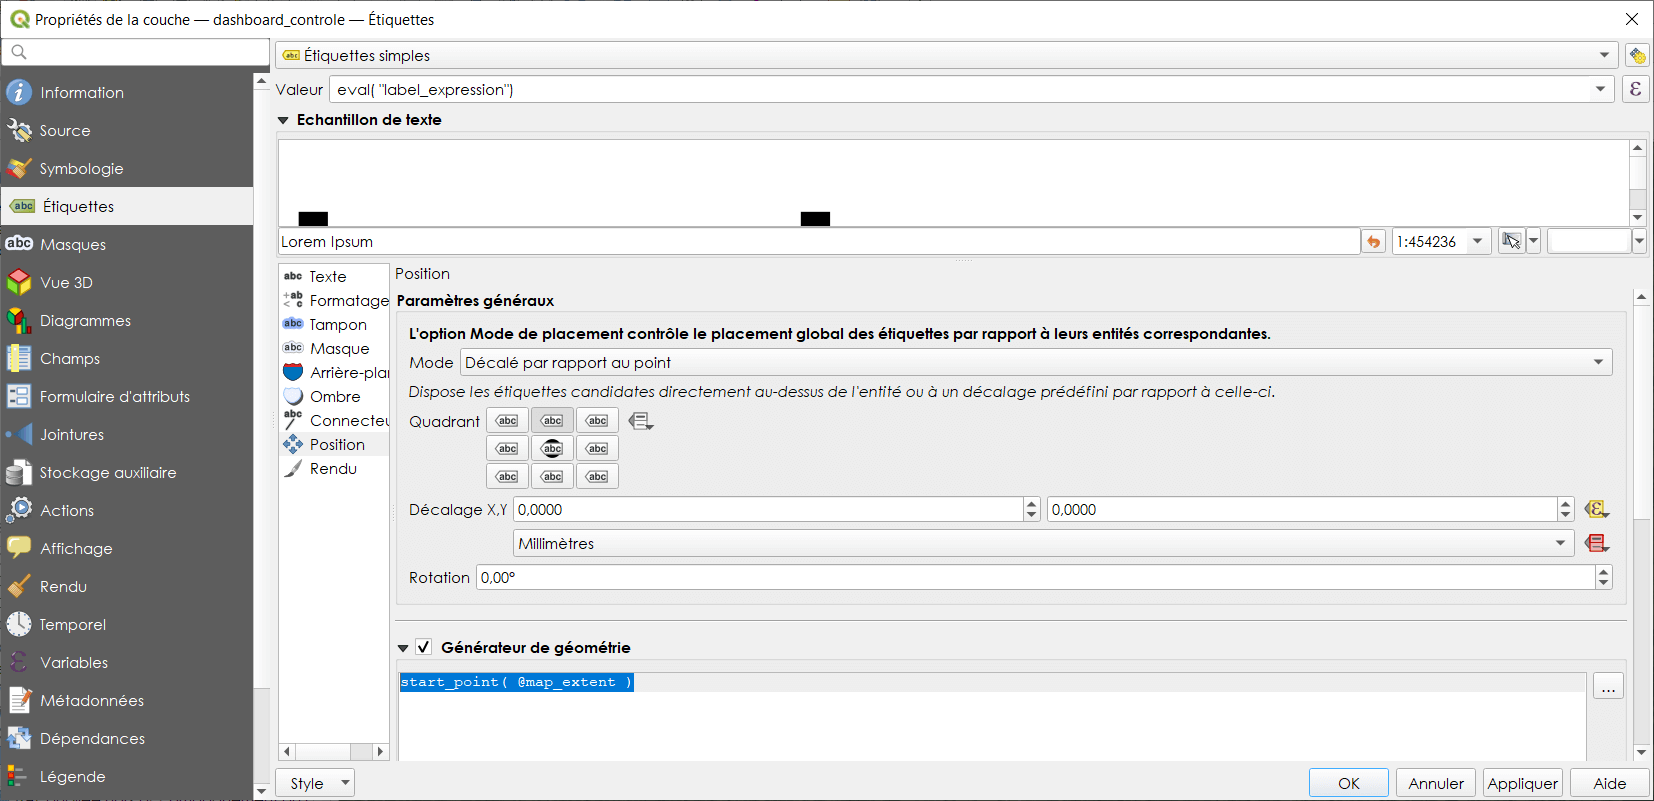 Propriétés de la couche — dashboard_controle — Étiquettes
Information
Source
Symbologie
Étiquettes
Masques
Vue 3D
Diagrammes
Champs
Formulaire d'attributs
Jointures
Stockage auxiliaire
Actions
Affichage
Rendu
Temporel
Variables
Métadonnées
Dépendances
Légende
Étiquettes simples
Valeur eval( "label_expression")
Echantillon de texte
Lorem Ipsum
1:454236
Texte
Formatage
Tampon
Masque
Arrière-plan
Ombre
Connecteu
Position
Rendu
Position
Paramètres généraux
L'option Mode de placement contrôle le placement global des étiquettes par rapport à leurs entités correspondantes.
Mode Décalé par rapport au point
Dispose les étiquettes candidates directement au-dessus de l'entité ou à un décalage prédéfini par rapport à celle-ci.
Quadrant abc abc abc
abc abc abc
abc abc abc
Décalage X,Y 0,0000 0,0000
Millimètres
Rotation 0,00°
Générateur de géométrie
start_point( @map_extent )
...
Style
OK Annuler Appliquer Aide